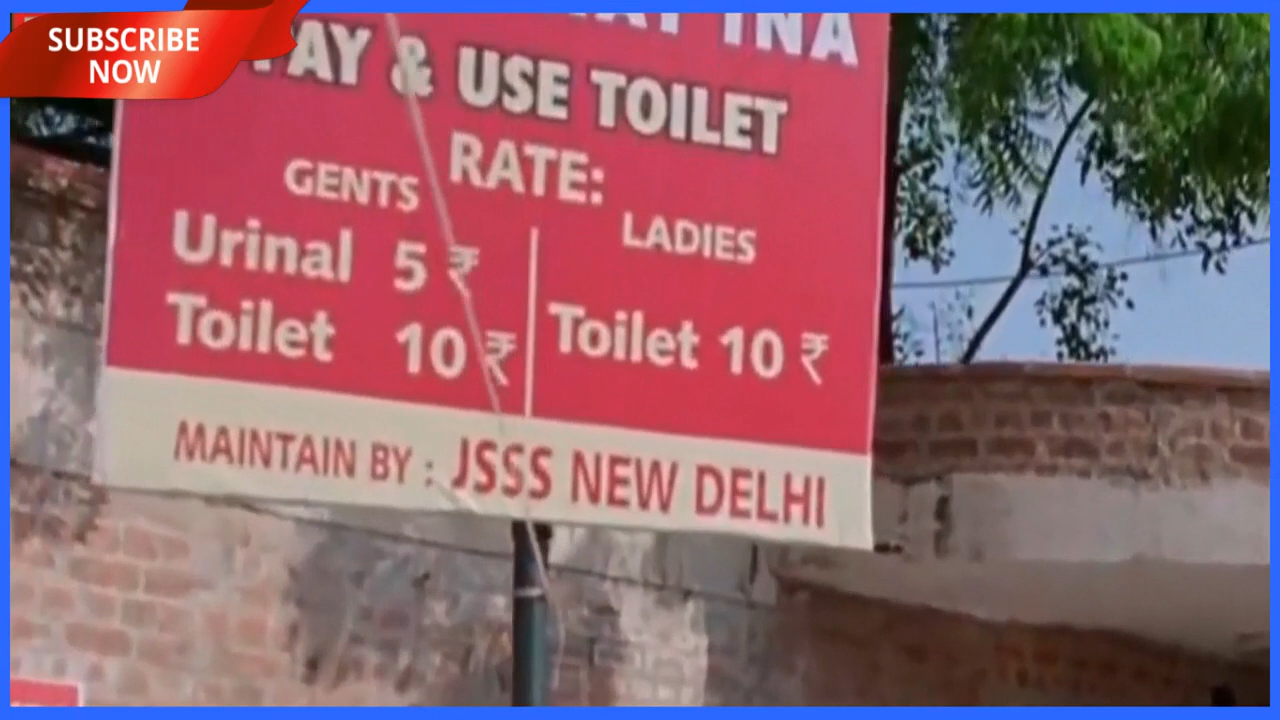 SUBSCRIBE
NOW
INA
PAY & USE TOILET
RATE:
GENTS
LADIES
Urinal 5 ₹
Toilet 10 ₹
Toilet 10 ₹
MAINTAIN BY : JSSS NEW DELHI